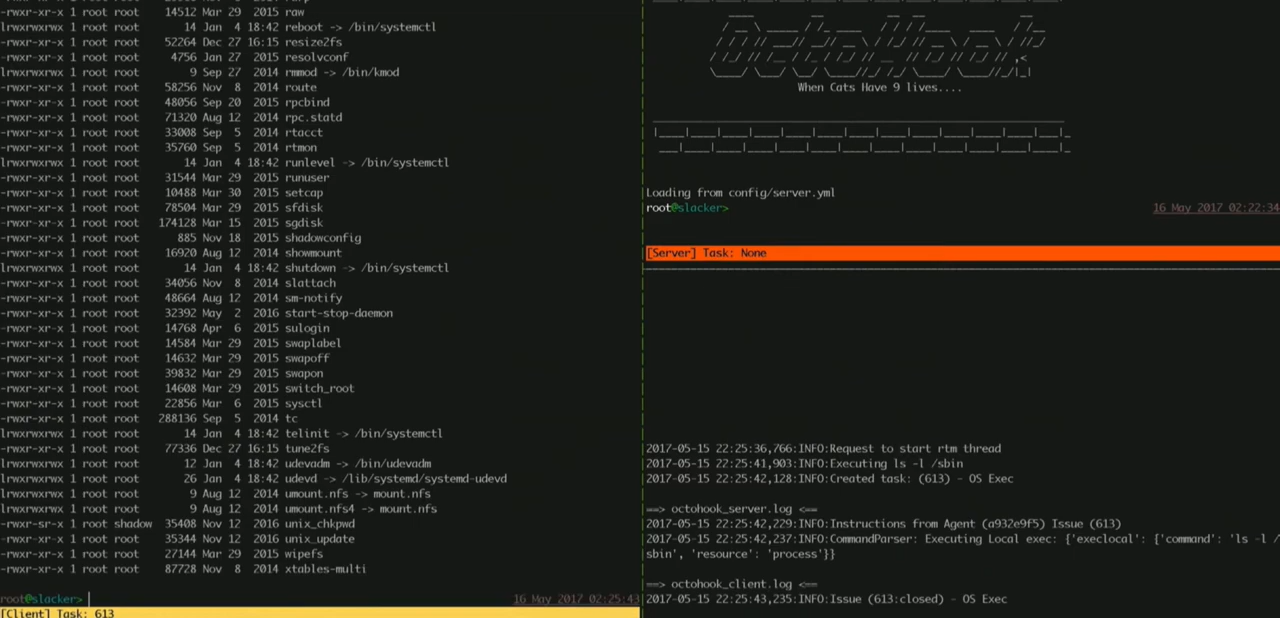 -rwxr-xr-x 1 root root 14512 Mar 29 2015 raw
lrwxrwxrwx 1 root root 14 Jan 4 18:42 reboot -> /bin/systemctl
-rwxr-xr-x 1 root root 52264 Dec 27 16:15 resize2fs
-rwxr-xr-x 1 root root 4756 Jan 27 2015 resolvconf
lrwxrwxrwx 1 root root 9 Sep 27 2014 rmmod -> /bin/kmod
-rwxr-xr-x 1 root root 58256 Nov 8 2014 route
-rwxr-xr-x 1 root root 48056 Sep 20 2015 rpcbind
-rwxr-xr-x 1 root root 71320 Aug 12 2014 rpc.statd
-rwxr-xr-x 1 root root 33008 Sep 5 2014 rtacct
-rwxr-xr-x 1 root root 35760 Sep 5 2014 rtmon
lrwxrwxrwx 1 root root 14 Jan 4 18:42 runlevel -> /bin/systemctl
-rwxr-xr-x 1 root root 31544 Mar 29 2015 runuser
-rwxr-xr-x 1 root root 10488 Mar 30 2015 setcap
-rwxr-xr-x 1 root root 78504 Mar 29 2015 sfdisk
-rwxr-xr-x 1 root root 174128 Mar 15 2015 sgdisk
-rwxr-xr-x 1 root root 885 Nov 18 2015 shadowconfig
-rwxr-xr-x 1 root root 16920 Aug 12 2014 showmount
lrwxrwxrwx 1 root root 14 Jan 4 18:42 shutdown -> /bin/systemctl
-rwxr-xr-x 1 root root 34056 Nov 8 2014 slattach
-rwxr-xr-x 1 root root 48664 Aug 12 2014 sm-notify
-rwxr-xr-x 1 root root 32392 May 2 2016 start-stop-daemon
-rwxr-xr-x 1 root root 14768 Apr 6 2015 sulogin
-rwxr-xr-x 1 root root 14584 Mar 29 2015 swaplabel
-rwxr-xr-x 1 root root 14632 Mar 29 2015 swapoff
-rwxr-xr-x 1 root root 39832 Mar 29 2015 swapon
-rwxr-xr-x 1 root root 14608 Mar 29 2015 switch_root
-rwxr-xr-x 1 root root 22856 Mar 6 2015 sysctl
-rwxr-xr-x 1 root root 288136 Sep 5 2014 tc
lrwxrwxrwx 1 root root 14 Jan 4 18:42 telinit -> /bin/systemctl
-rwxr-xr-x 1 root root 77336 Dec 27 16:15 tune2fs
lrwxrwxrwx 1 root root 12 Jan 4 18:42 udevadm -> /bin/udevadm
lrwxrwxrwx 1 root root 26 Jan 4 18:42 udevd -> /lib/systemd/systemd-udevd
lrwxrwxrwx 1 root root 9 Aug 12 2014 umount.nfs -> mount.nfs
lrwxrwxrwx 1 root root 9 Aug 12 2014 umount.nfs4 -> mount.nfs
-rwxr-sr-x 1 root shadow 35408 Nov 12 2016 unix_chkpwd
-rwxr-xr-x 1 root root 35344 Nov 12 2016 unix_update
-rwxr-xr-x 1 root root 27144 Mar 29 2015 wipefs
-rwxr-xr-x 1 root root 87728 Nov 8 2014 xtables-multi
root@slacker> 16 May 2017 02:25:43
[Client] Task: 613
OctoHook
When Cats Have 9 lives....
Loading from config/server.yml
root@slacker> 16 May 2017 02:22:34
[Server] Task: None
2017-05-15 22:25:36,766:INFO:Request to start rtm thread
2017-05-15 22:25:41,903:INFO:Executing ls -l /sbin
2017-05-15 22:25:42,128:INFO:Created task: (613) - OS Exec
==> octohook_server.log <==
2017-05-15 22:25:42,229:INFO:Instructions from Agent (a932e9f5) Issue (613)
2017-05-15 22:25:42,237:INFO:CommandParser: Executing Local exec: {'execlocal': {'command': 'ls -l /
sbin', 'resource': 'process'}}
==> octohook_client.log <==
2017-05-15 22:25:43,235:INFO:Issue (613:closed) - OS Exec